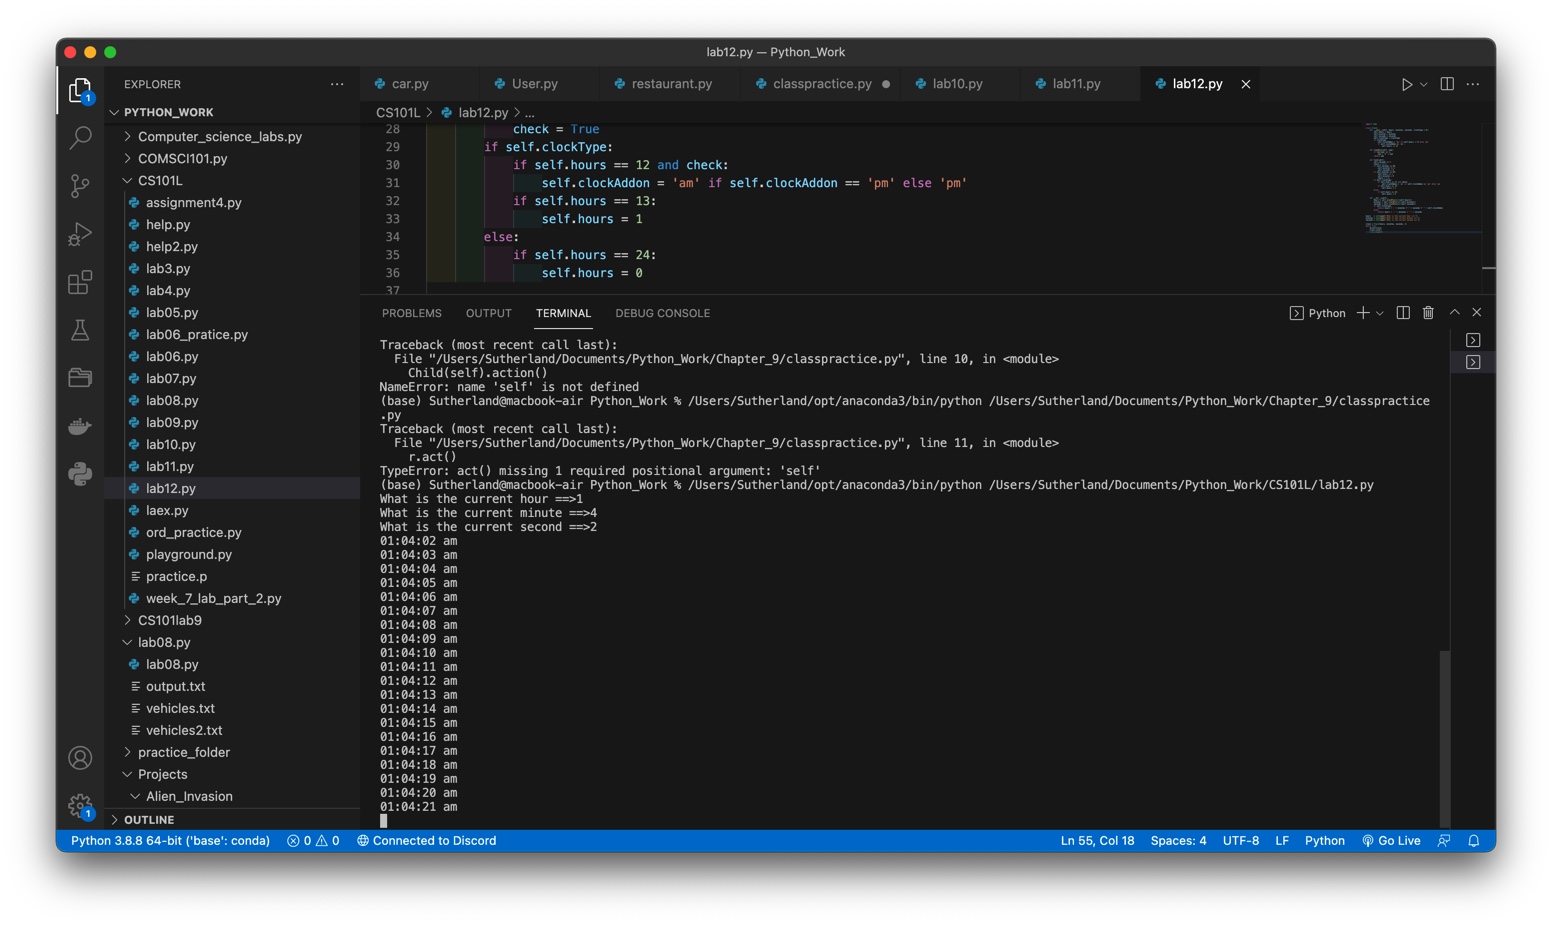 lab12.py — Python_Work
EXPLORER
PYTHON_WORK
Computer_science_labs.py
COMSCI101.py
CS101L
assignment4.py
help.py
help2.py
lab3.py
lab4.py
lab05.py
lab06_pratice.py
lab06.py
lab07.py
lab08.py
lab09.py
lab10.py
lab11.py
lab12.py
laex.py
ord_practice.py
playground.py
practice.p
week_7_lab_part_2.py
CS101lab9
lab08.py
lab08.py
output.txt
vehicles.txt
vehicles2.txt
practice_folder
Projects
Alien_Invasion
OUTLINE
1
1
car.py User.py restaurant.py classpractice.py lab10.py lab11.py lab12.py
CS101L > lab12.py > ...
28 check = True
29 if self.clockType:
30 if self.hours == 12 and check:
31 self.clockAddon = 'am' if self.clockAddon == 'pm' else 'pm'
32 if self.hours == 13:
33 self.hours = 1
34 else:
35 if self.hours == 24:
36 self.hours = 0
37
PROBLEMS OUTPUT TERMINAL DEBUG CONSOLE Python
Traceback (most recent call last):
File "/Users/Sutherland/Documents/Python_Work/Chapter_9/classpractice.py", line 10, in <module>
Child(self).action()
NameError: name 'self' is not defined
(base) Sutherland@macbook-air Python_Work % /Users/Sutherland/opt/anaconda3/bin/python /Users/Sutherland/Documents/Python_Work/Chapter_9/classpractice
.py
Traceback (most recent call last):
File "/Users/Sutherland/Documents/Python_Work/Chapter_9/classpractice.py", line 11, in <module>
r.act()
TypeError: act() missing 1 required positional argument: 'self'
(base) Sutherland@macbook-air Python_Work % /Users/Sutherland/opt/anaconda3/bin/python /Users/Sutherland/Documents/Python_Work/CS101L/lab12.py
What is the current hour ==>1
What is the current minute ==>4
What is the current second ==>2
01:04:02 am
01:04:03 am
01:04:04 am
01:04:05 am
01:04:06 am
01:04:07 am
01:04:08 am
01:04:09 am
01:04:10 am
01:04:11 am
01:04:12 am
01:04:13 am
01:04:14 am
01:04:15 am
01:04:16 am
01:04:17 am
01:04:18 am
01:04:19 am
01:04:20 am
01:04:21 am
Python 3.8.8 64-bit ('base': conda) 0 0 Connected to Discord Ln 55, Col 18 Spaces: 4 UTF-8 LF Python Go Live